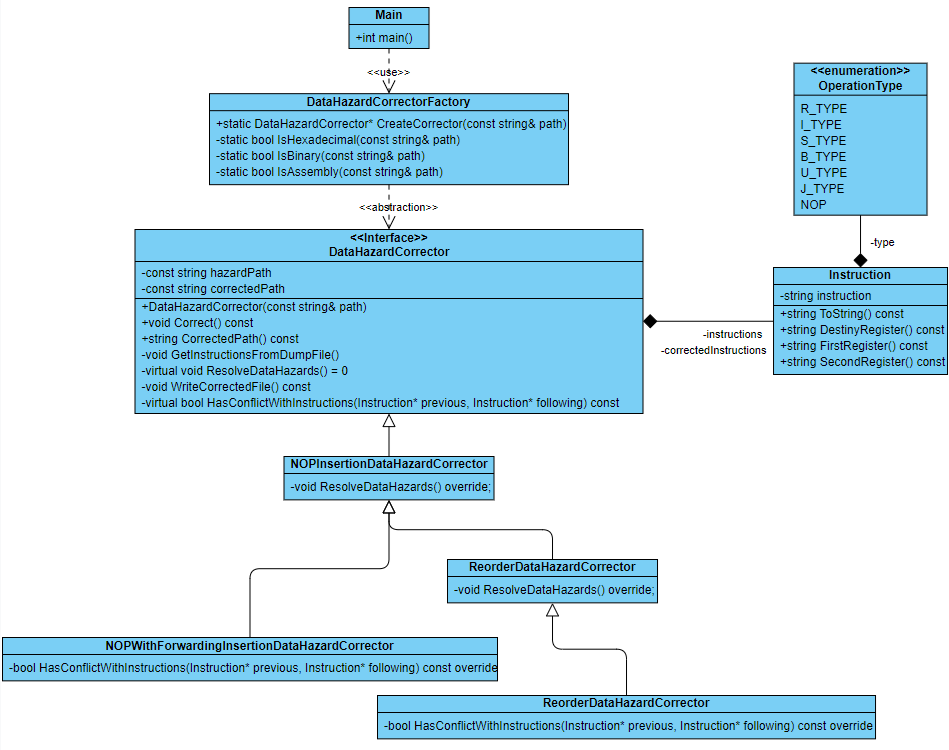 Main
+int main()
<<use>>
DataHazardCorrectorFactory
+static DataHazardCorrector* CreateCorrector(const string& path)
-static bool IsHexadecimal(const string& path)
-static bool IsBinary(const string& path)
-static bool IsAssembly(const string& path)
<<abstraction>>
<<Interface>>
DataHazardCorrector
-const string hazardPath
-const string correctedPath
+DataHazardCorrector(const string& path)
+void Correct() const
+string CorrectedPath() const
-void GetInstructionsFromDumpFile()
-virtual void ResolveDataHazards() = 0
-void WriteCorrectedFile() const
-virtual bool HasConflictWithInstructions(Instruction* previous, Instruction* following) const
<<enumeration>>
OperationType
R_TYPE
I_TYPE
S_TYPE
B_TYPE
U_TYPE
J_TYPE
NOP
-type
Instruction
-string instruction
+string ToString() const
+string DestinyRegister() const
+string FirstRegister() const
+string SecondRegister() const
-instructions
-correctedInstructions
NOPInsertionDataHazardCorrector
-void ResolveDataHazards() override;
ReorderDataHazardCorrector
-void ResolveDataHazards() override;
NOPWithForwardingInsertionDataHazardCorrector
-bool HasConflictWithInstructions(Instruction* previous, Instruction* following) const override
ReorderDataHazardCorrector
-bool HasConflictWithInstructions(Instruction* previous, Instruction* following) const override